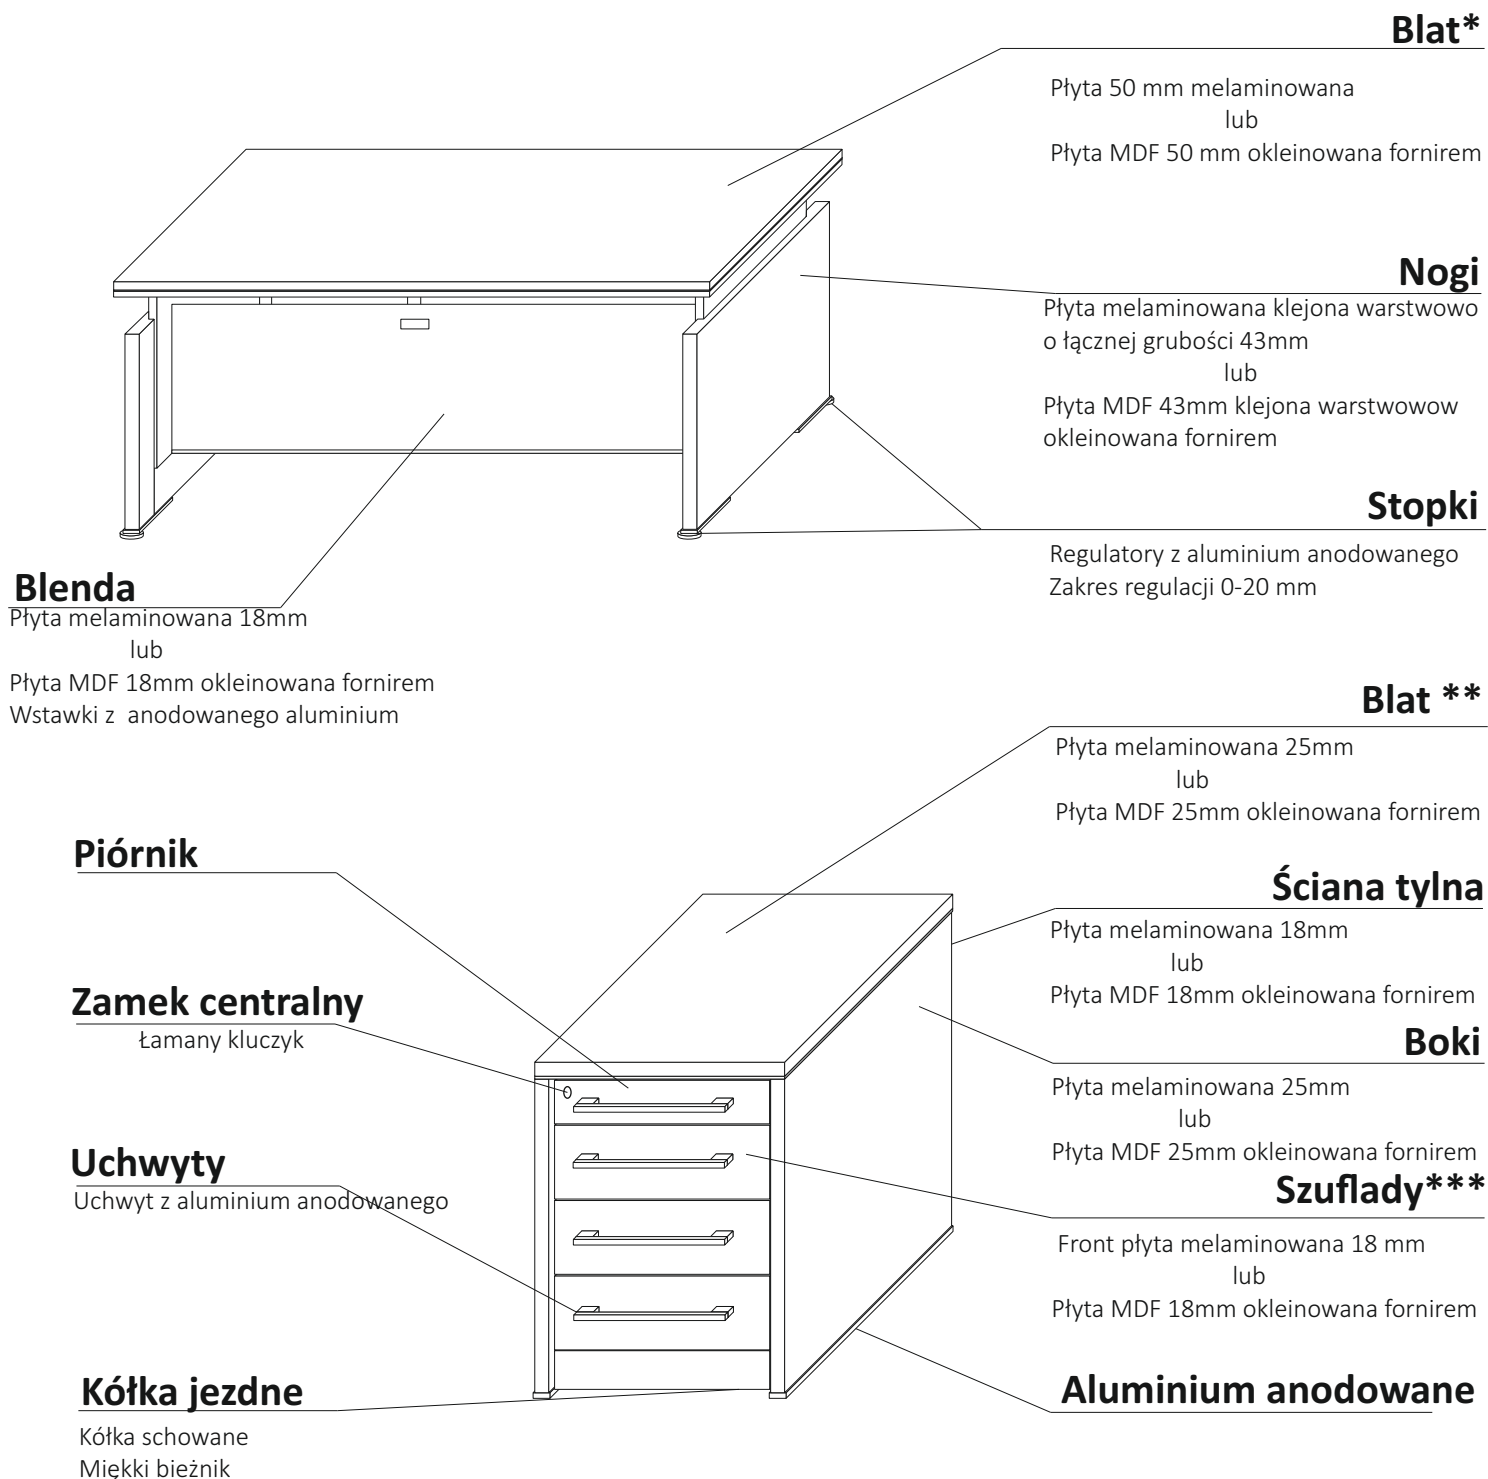 Blat*
Płyta 50 mm melaminowana
lub
Płyta MDF 50 mm okleinowana fornirem
Nogi
Płyta melaminowana klejona warstwowo
o łącznej grubości 43mm
lub
Płyta MDF 43mm klejona warstwowow
okleinowana fornirem
Stopki
Regulatory z aluminium anodowanego
Zakres regulacji 0-20 mm
Blenda
Płyta melaminowana 18mm
lub
Płyta MDF 18mm okleinowana fornirem
Wstawki z anodowanego aluminium
Blat **
Płyta melaminowana 25mm
lub
Płyta MDF 25mm okleinowana fornirem
Piórnik
Ściana tylna
Płyta melaminowana 18mm
lub
Płyta MDF 18mm okleinowana fornirem
Zamek centralny
Łamany kluczyk
Boki
Płyta melaminowana 25mm
lub
Płyta MDF 25mm okleinowana fornirem
Uchwyty
Uchwyt z aluminium anodowanego
Szuflady***
Front płyta melaminowana 18 mm
lub
Płyta MDF 18mm okleinowana fornirem
Kółka jezdne
Kółka schowane
Miękki bieżnik
Aluminium anodowane